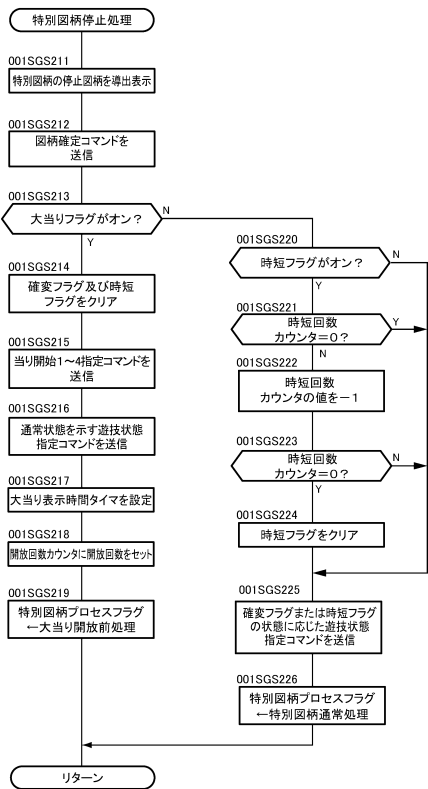 特別図柄停止処理
001SGS211
特別図柄の停止図柄を導出表示
001SGS212
図柄確定コマンドを
送信
001SGS213
大当りフラグがオン？
N
Y
001SGS214
確変フラグ及び時短
フラグをクリア
001SGS215
当り開始1～4指定コマンドを
送信
001SGS216
通常状態を示す遊技状態
指定コマンドを送信
001SGS217
大当り表示時間タイマを設定
001SGS218
開放回数カウンタに開放回数をセット
001SGS219
特別図柄プロセスフラグ
←大当り開放前処理
001SGS220
時短フラグがオン？
N
Y
001SGS221
時短回数
カウンタ＝0？
Y
N
001SGS222
時短回数
カウンタの値を－1
001SGS223
時短回数
カウンタ＝0？
N
Y
001SGS224
時短フラグをクリア
001SGS225
確変フラグまたは時短フラグ
の状態に応じた遊技状態
指定コマンドを送信
001SGS226
特別図柄プロセスフラグ
←特別図柄通常処理
リターン